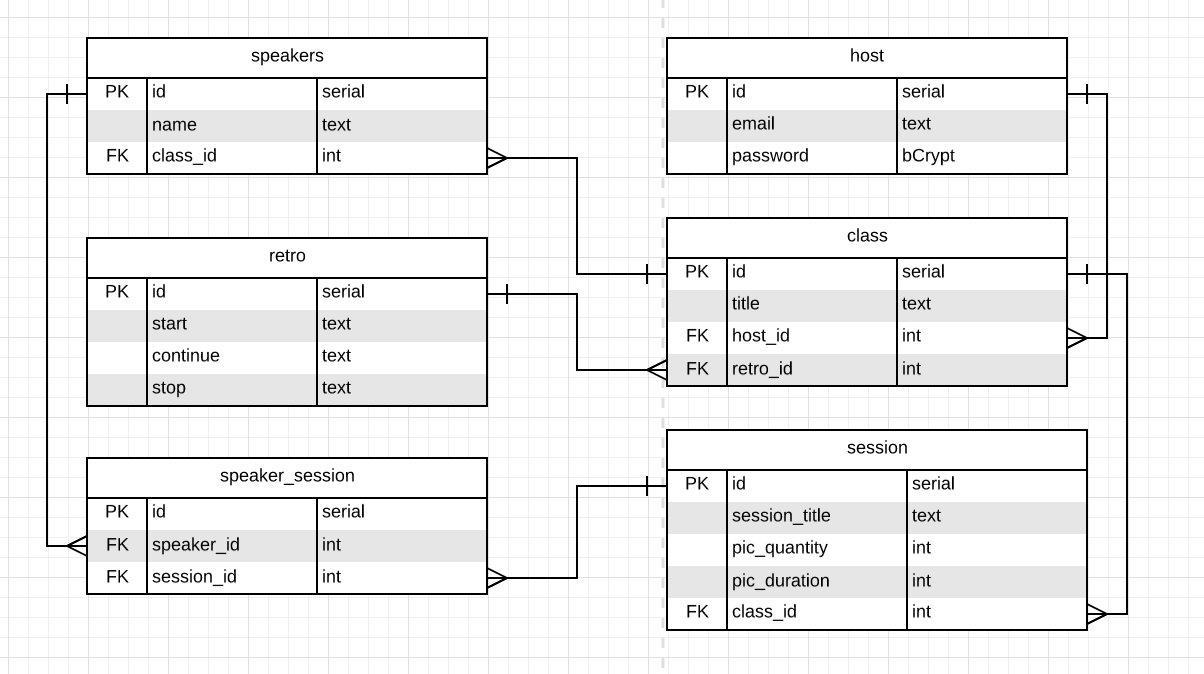 speakers
PK id serial
name text
FK class_id int
host
PK id serial
email text
password bCrypt
retro
PK id serial
start text
continue text
stop text
class
PK id serial
title text
FK host_id int
FK retro_id int
speaker_session
PK id serial
FK speaker_id int
FK session_id int
session
PK id serial
session_title text
pic_quantity int
pic_duration int
FK class_id int